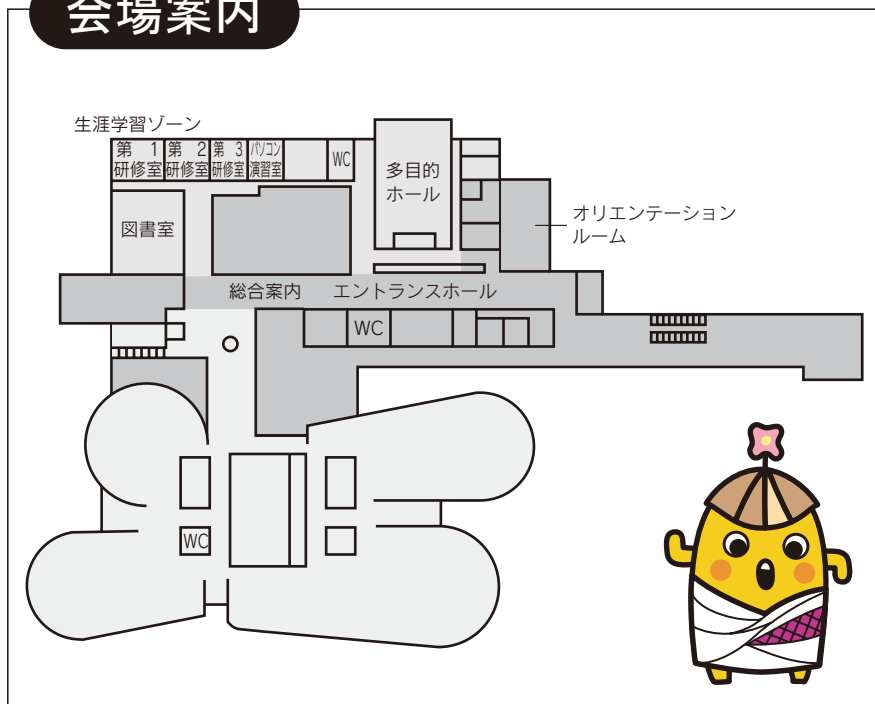 会場案内
生涯学習ゾーン
第1
研修室
第2
研修室
第3
研修室
パソコン
演習室
WC
多目的
ホール
図書室
オリエンテーション
ルーム
総合案内
エントランスホール
WC
WC